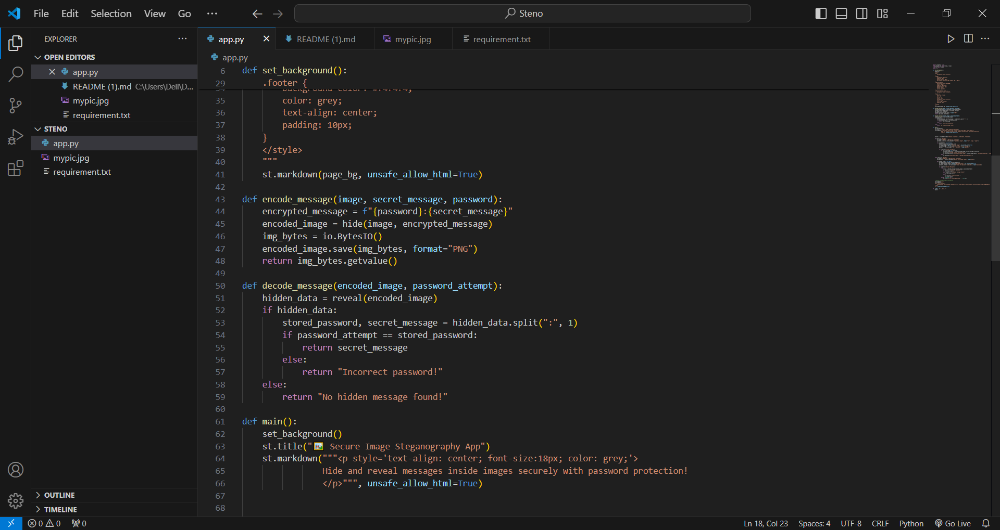 File Edit Selection View Go ··· Steno
EXPLORER ···
OPEN EDITORS
app.py
README (1).md C:\Users\Dell\D...
mypic.jpg
requirement.txt
STENO
app.py
mypic.jpg
requirement.txt
OUTLINE
TIMELINE
app.py README (1).md mypic.jpg requirement.txt
app.py
6 def set_background():
29 .footer {
35 color: grey;
36 text-align: center;
37 padding: 10px;
38 }
39 </style>
40 """
41 st.markdown(page_bg, unsafe_allow_html=True)
42
43 def encode_message(image, secret_message, password):
44 encrypted_message = f"{password}:{secret_message}"
45 encoded_image = hide(image, encrypted_message)
46 img_bytes = io.BytesIO()
47 encoded_image.save(img_bytes, format="PNG")
48 return img_bytes.getvalue()
49
50 def decode_message(encoded_image, password_attempt):
51 hidden_data = reveal(encoded_image)
52 if hidden_data:
53 stored_password, secret_message = hidden_data.split(":", 1)
54 if password_attempt == stored_password:
55 return secret_message
56 else:
57 return "Incorrect password!"
58 else:
59 return "No hidden message found!"
60
61 def main():
62 set_background()
63 st.title("🖼️ Secure Image Steganography App")
64 st.markdown("""<p style='text-align: center; font-size:18px; color: grey;'>
65 Hide and reveal messages inside images securely with password protection!
66 </p>""", unsafe_allow_html=True)
67
68
0 0 0 Ln 18, Col 23 Spaces: 4 UTF-8 CRLF Python Go Live